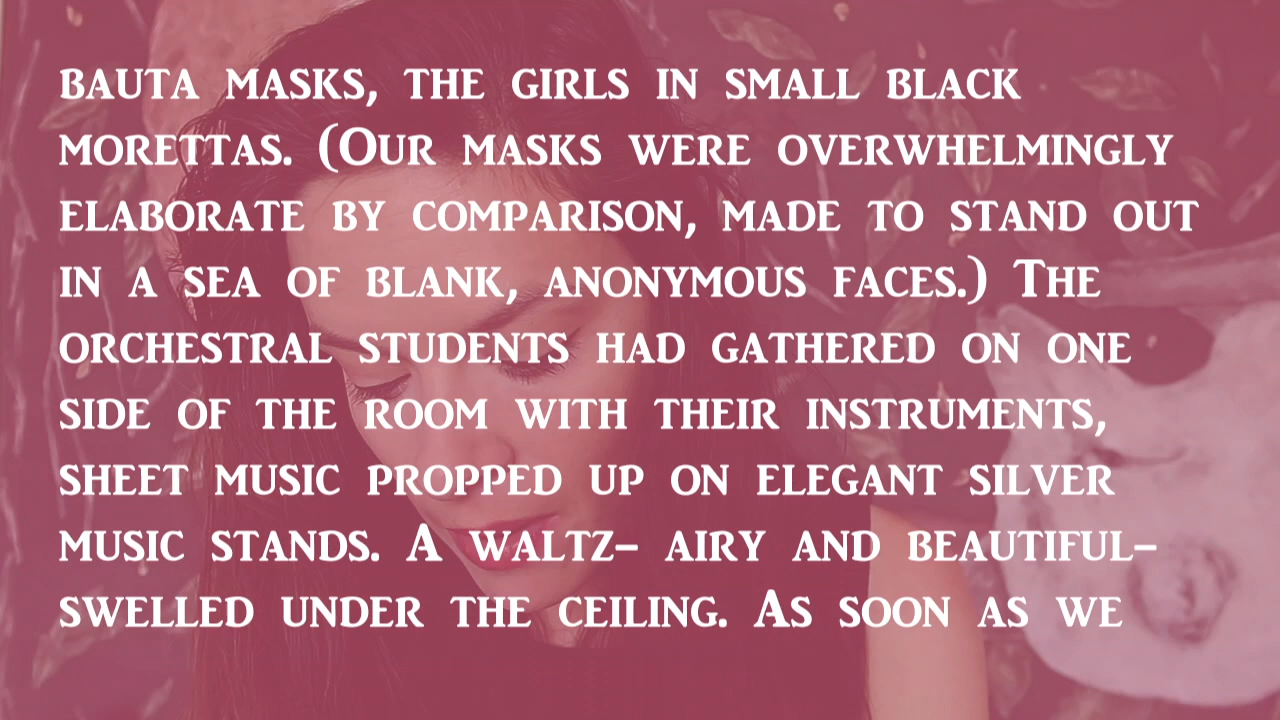 BAUTA MASKS, THE GIRLS IN SMALL BLACK
MORETTAS. (OUR MASKS WERE OVERWHELMINGLY
ELABORATE BY COMPARISON, MADE TO STAND OUT
IN A SEA OF BLANK, ANONYMOUS FACES.) THE
ORCHESTRAL STUDENTS HAD GATHERED ON ONE
SIDE OF THE ROOM WITH THEIR INSTRUMENTS,
SHEET MUSIC PROPPED UP ON ELEGANT SILVER
MUSIC STANDS. A WALTZ– AIRY AND BEAUTIFUL–
SWELLED UNDER THE CEILING. AS SOON AS WE